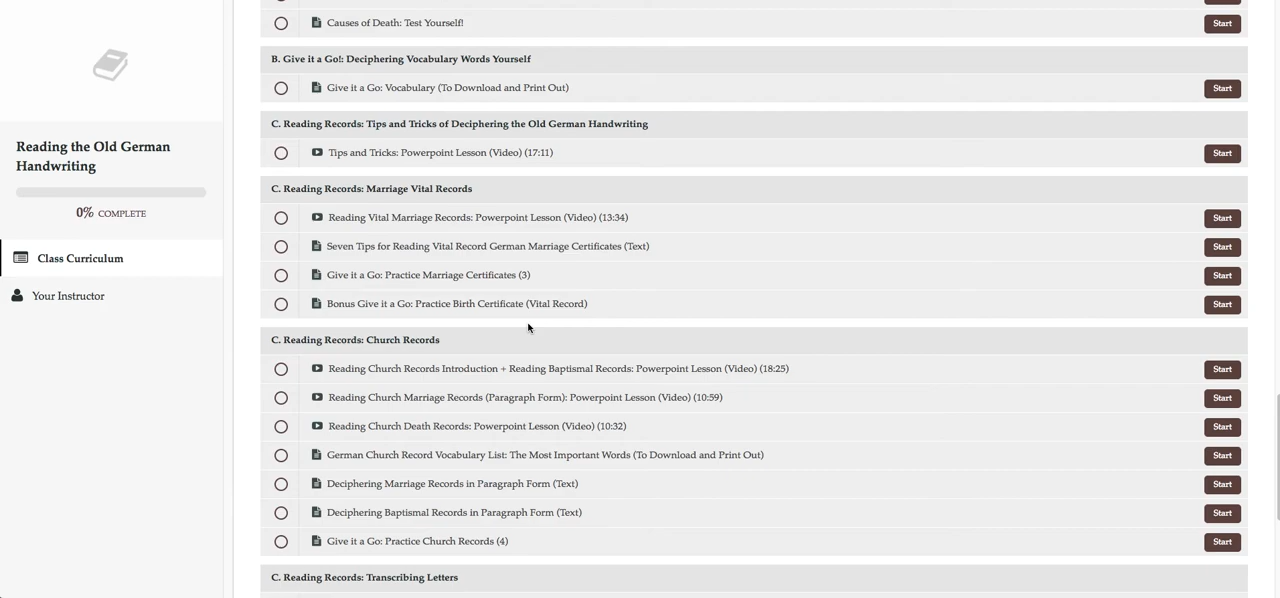 Causes of Death: Test Yourself!
Start
B. Give it a Go!: Deciphering Vocabulary Words Yourself
Give it a Go: Vocabulary (To Download and Print Out)
Start
C. Reading Records: Tips and Tricks of Deciphering the Old German Handwriting
Tips and Tricks: Powerpoint Lesson (Video) (17:11)
Start
C. Reading Records: Marriage Vital Records
Reading Vital Marriage Records: Powerpoint Lesson (Video) (13:34)
Start
Seven Tips for Reading Vital Record German Marriage Certificates (Text)
Start
Give it a Go: Practice Marriage Certificates (3)
Start
Bonus Give it a Go: Practice Birth Certificate (Vital Record)
Start
C. Reading Records: Church Records
Reading Church Records Introduction + Reading Baptismal Records: Powerpoint Lesson (Video) (18:25)
Start
Reading Church Marriage Records (Paragraph Form): Powerpoint Lesson (Video) (10:59)
Start
Reading Church Death Records: Powerpoint Lesson (Video) (10:32)
Start
German Church Record Vocabulary List: The Most Important Words (To Download and Print Out)
Start
Deciphering Marriage Records in Paragraph Form (Text)
Start
Deciphering Baptismal Records in Paragraph Form (Text)
Start
Give it a Go: Practice Church Records (4)
Start
C. Reading Records: Transcribing Letters
Reading the Old German
Handwriting
0% COMPLETE
Class Curriculum
Your Instructor